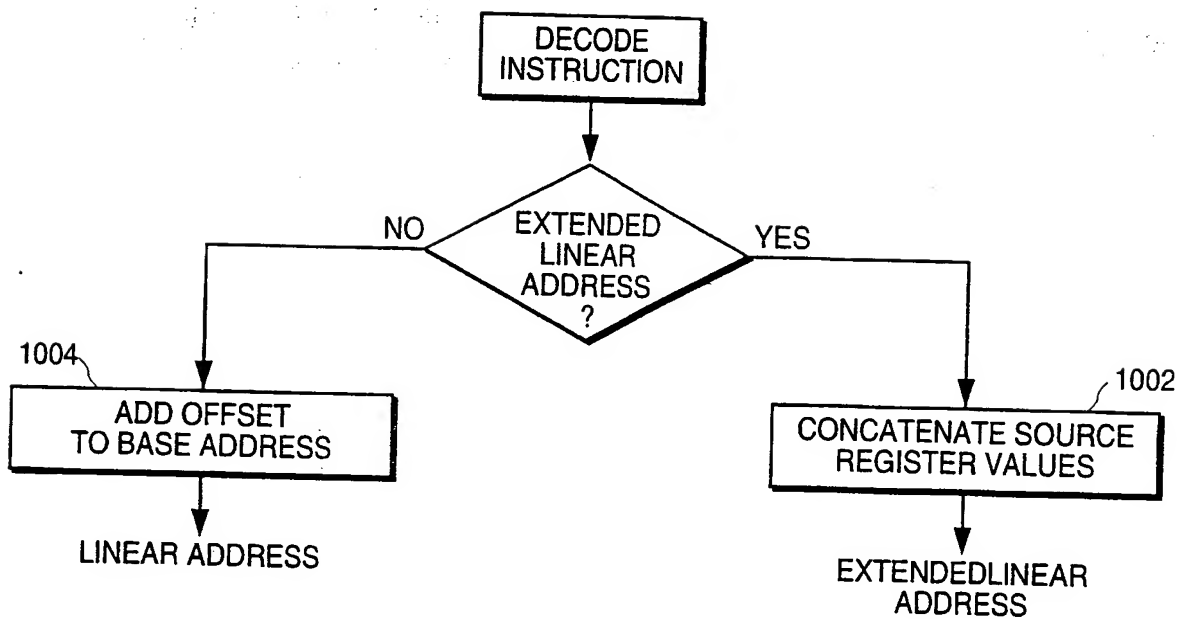 DECODE
INSTRUCTION
NO
EXTENDED
LINEAR
ADDRESS
?
YES
1004
ADD OFFSET
TO BASE ADDRESS
1002
CONCATENATE SOURCE
REGISTER VALUES
LINEAR ADDRESS
EXTENDEDLINEAR
ADDRESS